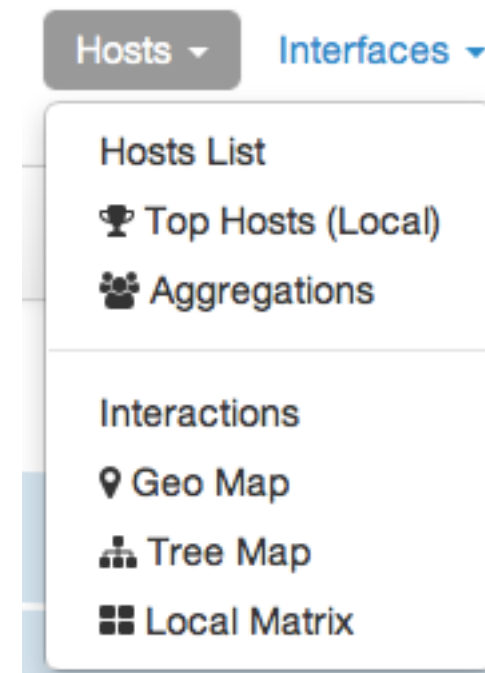 Hosts Interfaces
Hosts List
Top Hosts (Local)
Aggregations
Interactions
Geo Map
Tree Map
Local Matrix